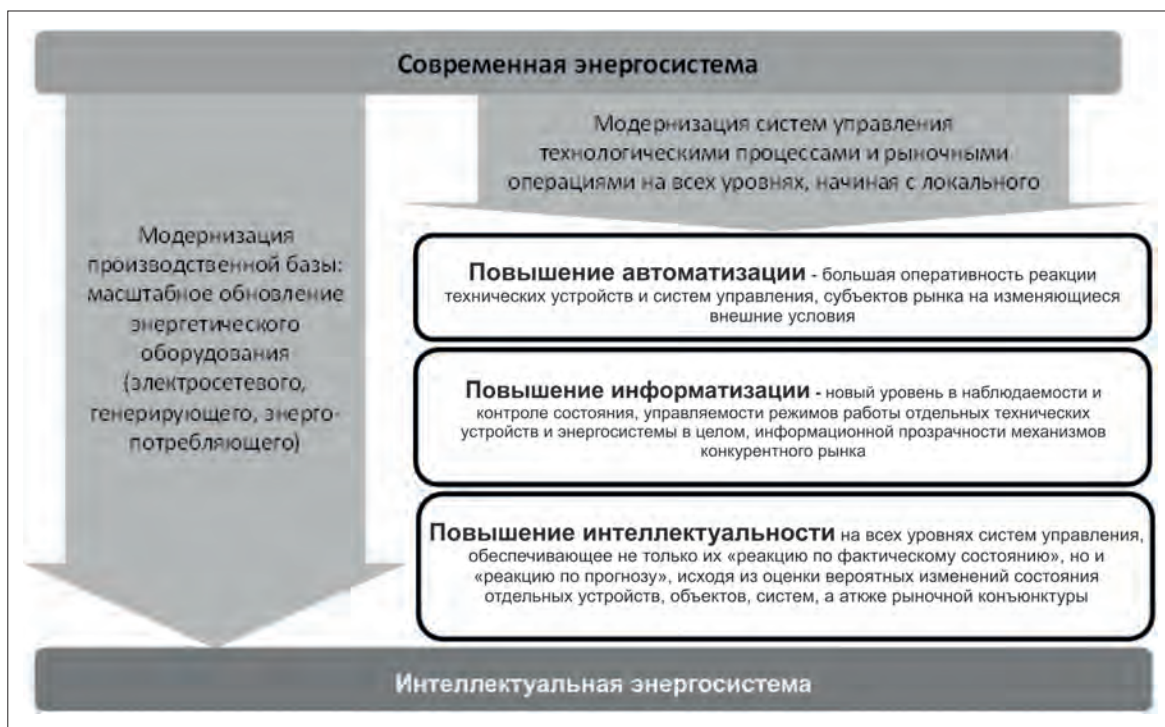 Современная энергосистема
Модернизация
производственной базы:
масштабное обновление
энергетического
оборудования
(электросетевого,
генерирующего, энерго-
потребляющего)
Модернизация систем управления
технологическими процессами и рыночными
операциями на всех уровнях, начиная с локального
Повышение автоматизации - большая оперативность реакции
технических устройств и систем управления, субъектов рынка на изменяющиеся
внешние условия
Повышение информатизации - новый уровень в наблюдаемости и
контроле состояния, управляемости режимов работы отдельных технических
устройств и энергосистемы в целом, информационной прозрачности механизмов
конкурентного рынка
Повышение интеллектуальности на всех уровнях систем управления,
обеспечивающее не только их «реакцию по фактическому состоянию», но и
«реакцию по прогнозу», исходя из оценки вероятных изменений состояния
отдельных устройств, объектов, систем, а аткже рыночной конъюнктуры
Интеллектуальная энергосистема